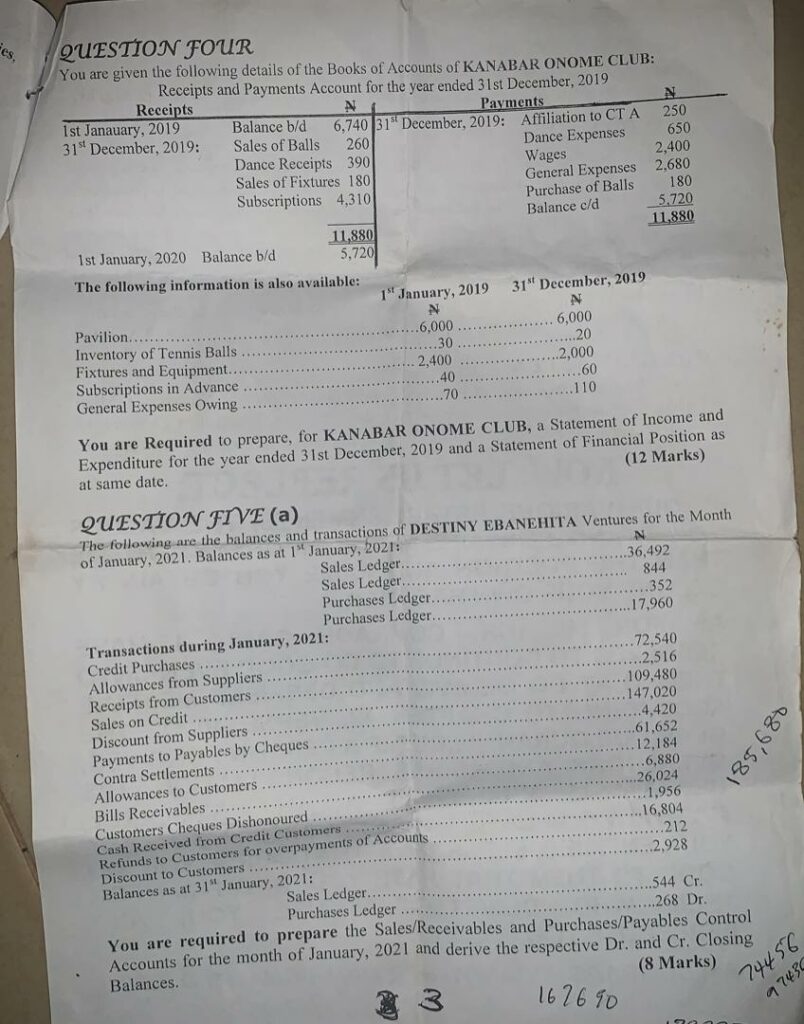 es,
QUESTION FOUR
You are given the following details of the Books of Accounts of KANABAR ONOME CLUB:
Receipts and Payments Account for the year ended 31st December, 2019
Receipts N Payments N
1st Janauary, 2019 Balance b/d 6,740 31st December, 2019: Affiliation to CT A 250
31st December, 2019: Sales of Balls 260 Dance Expenses 650
Dance Receipts 390 Wages 2,400
Sales of Fixtures 180 General Expenses 2,680
Subscriptions 4,310 Purchase of Balls 180
Balance c/d 5,720
11,880 11,880
1st January, 2020 Balance b/d 5,720
The following information is also available:
1st January, 2019 31st December, 2019
N N
Pavilion 6,000 6,000
Inventory of Tennis Balls 30 20
Fixtures and Equipment 2,400 2,000
Subscriptions in Advance 40 60
General Expenses Owing 70 110
You are Required to prepare, for KANABAR ONOME CLUB, a Statement of Income and
Expenditure for the year ended 31st December, 2019 and a Statement of Financial Position as
at same date. (12 Marks)
QUESTION FIVE (a)
The following are the balances and transactions of DESTINY EBANEHITA Ventures for the Month
of January, 2021. Balances as at 1st January, 2021: N
Sales Ledger 36,492
Sales Ledger 844
Purchases Ledger 352
Purchases Ledger 17,960
Transactions during January, 2021:
Credit Purchases 72,540
Allowances from Suppliers 2,516
Receipts from Customers 109,480
Sales on Credit 147,020
Discount from Suppliers 4,420
Payments to Payables by Cheques 61,652
Contra Settlements 12,184
Allowances to Customers 6,880
Bills Receivables 26,024
Customers Cheques Dishonoured 1,956
Cash Received from Credit Customers 16,804
Refunds to Customers for overpayments of Accounts 212
Discount to Customers 2,928
Balances as at 31st January, 2021:
Sales Ledger 544 Cr.
Purchases Ledger 268 Dr.
You are required to prepare the Sales/Receivables and Purchases/Payables Control
Accounts for the month of January, 2021 and derive the respective Dr. and Cr. Closing
Balances. (8 Marks)
185,680
74456
3 162690